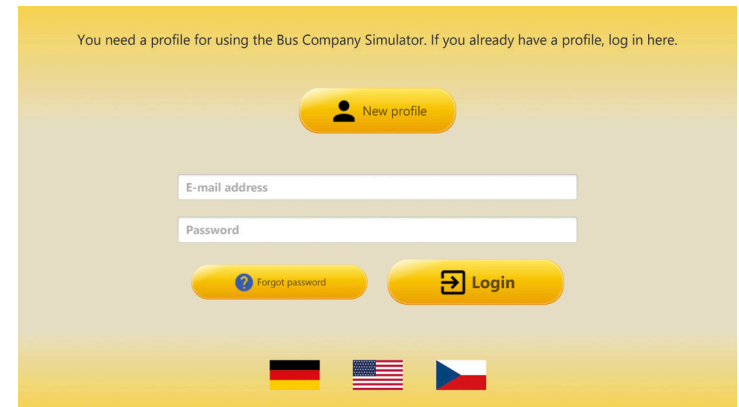 You need a profile for using the Bus Company Simulator. If you already have a profile, log in here.
New profile
E-mail address
Password
Forgot password
Login